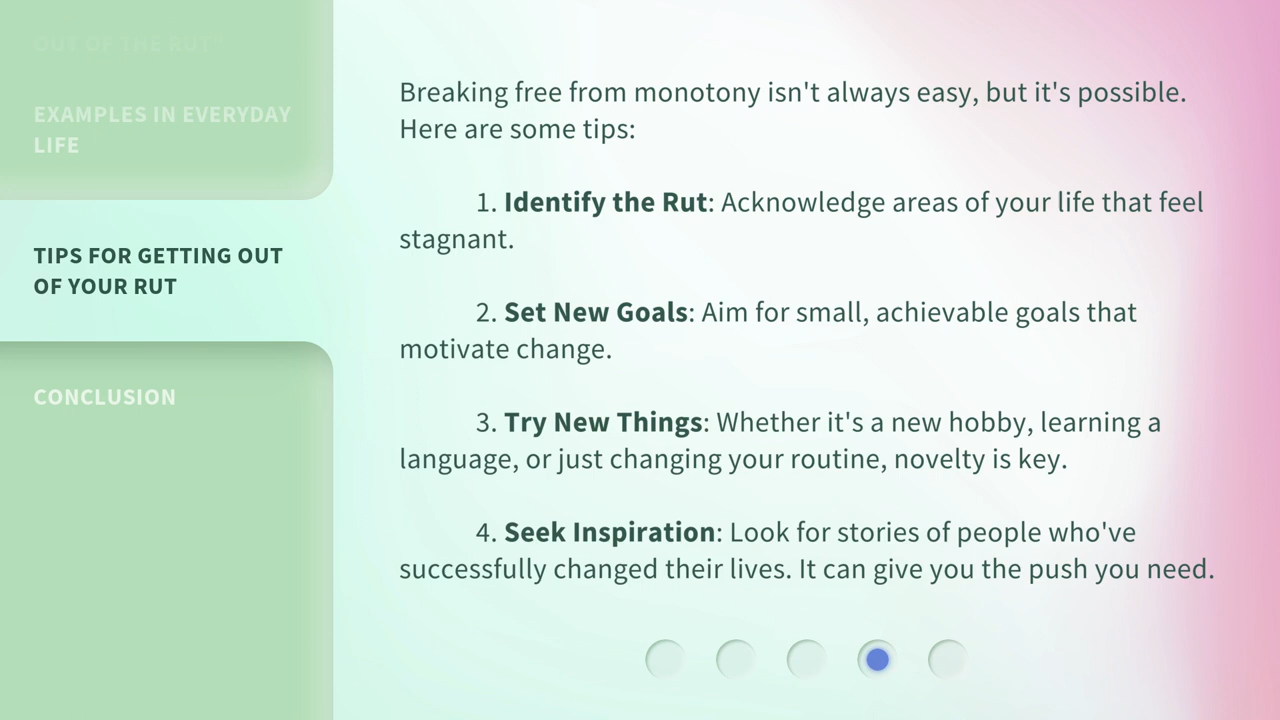 OUT OF THE RUT"
EXAMPLES IN EVERYDAY
LIFE
TIPS FOR GETTING OUT
OF YOUR RUT
CONCLUSION
Breaking free from monotony isn't always easy, but it's possible.
Here are some tips:
1. Identify the Rut: Acknowledge areas of your life that feel
stagnant.
2. Set New Goals: Aim for small, achievable goals that
motivate change.
3. Try New Things: Whether it's a new hobby, learning a
language, or just changing your routine, novelty is key.
4. Seek Inspiration: Look for stories of people who've
successfully changed their lives. It can give you the push you need.